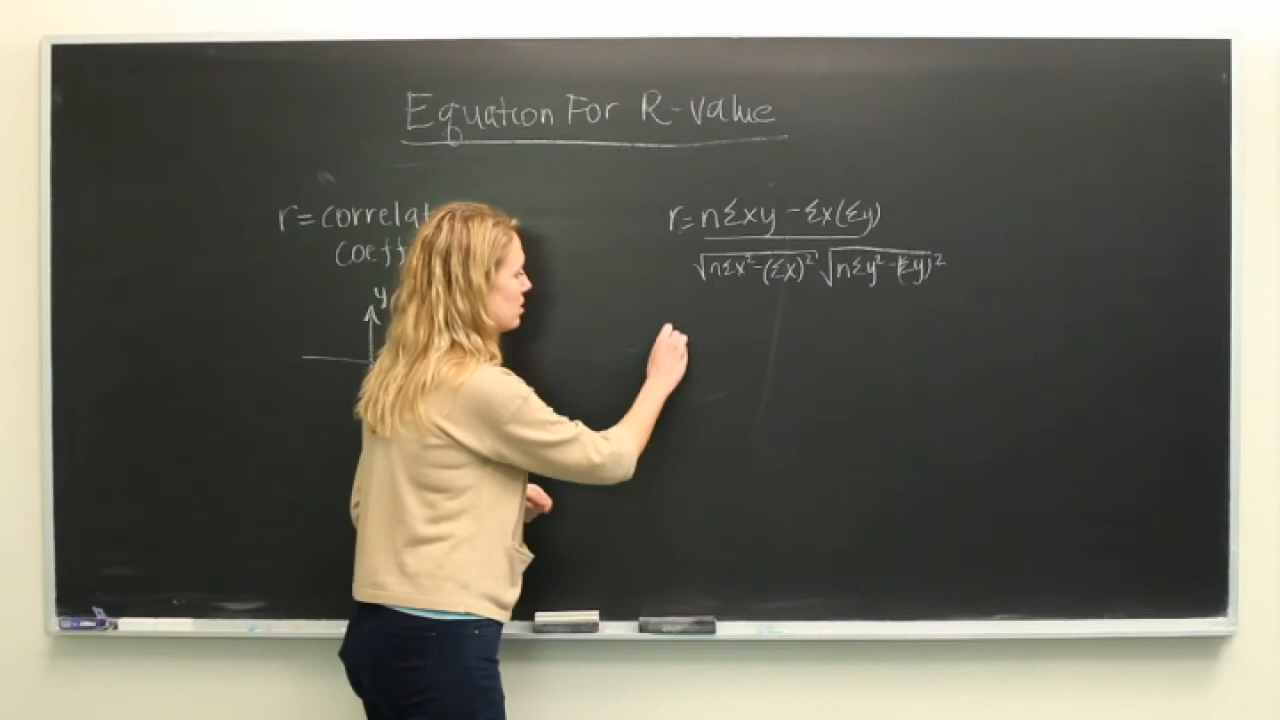 Equation For R-value
r=correlat
coeff
y
r=nΣxy -Σx(Σy)
√nΣx²-(Σx)² √nΣy²-(Σy)²